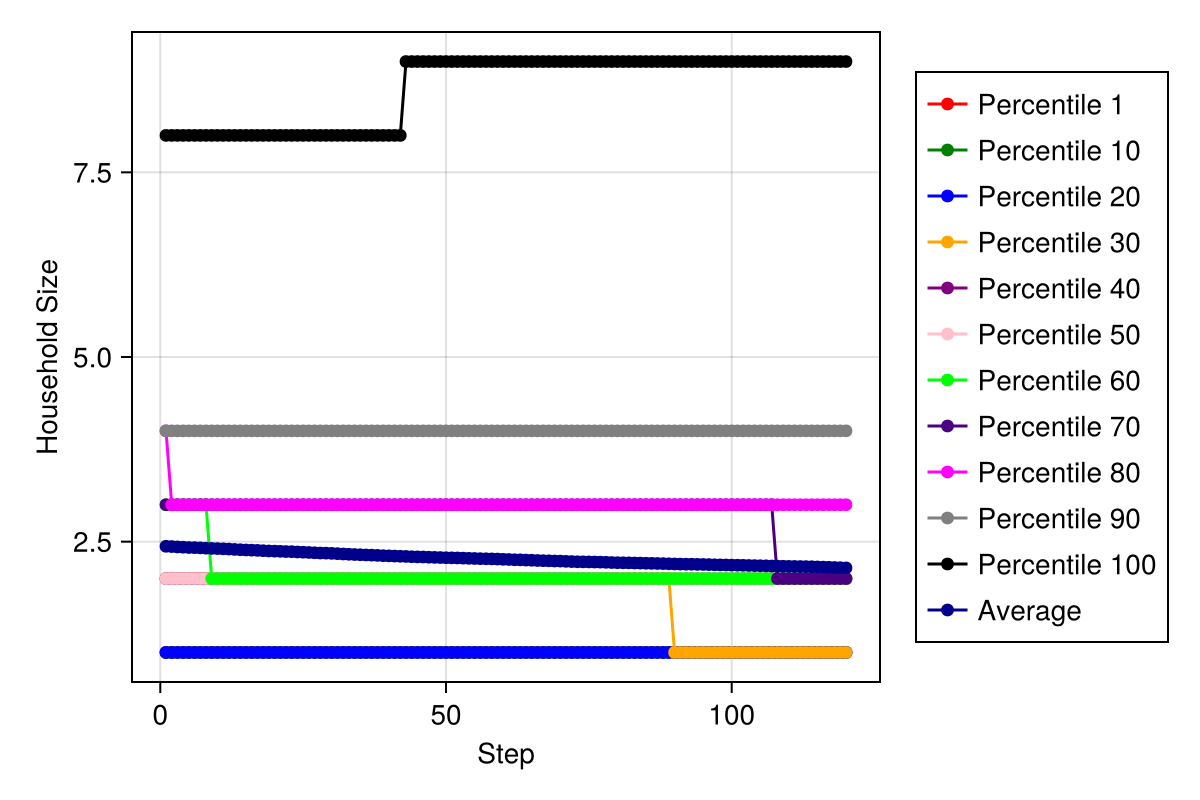 Household Size
7.5
5.0
2.5
0
50
100
Step
Percentile 1
Percentile 10
Percentile 20
Percentile 30
Percentile 40
Percentile 50
Percentile 60
Percentile 70
Percentile 80
Percentile 90
Percentile 100
Average